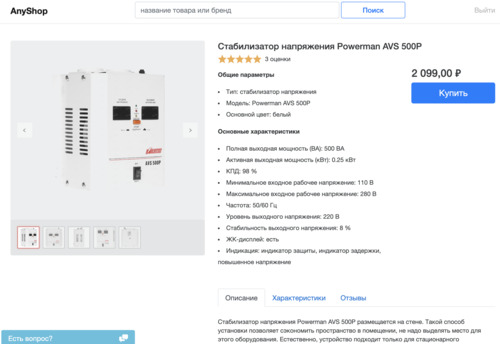 AnyShop
название товара или бренд
Поиск
Выйти
Стабилизатор напряжения Powerman AVS 500P
3 оценки
2 099,00 ₽
Купить
Общие параметры
Тип: стабилизатор напряжения
Модель: Powerman AVS 500P
Основной цвет: белый
Основные характеристики
Полная выходная мощность (ВА): 500 ВА
Активная выходная мощность (кВт): 0.25 кВт
КПД: 98 %
Минимальное входное рабочее напряжение: 110 В
Максимальное входное рабочее напряжение: 280 В
Частота: 50/60 Гц
Уровень выходного напряжения: 220 В
Стабильность выходного напряжения: 8 %
ЖК-дисплей: есть
Индикация: индикатор защиты, индикатор задержки,
повышенное напряжение
AVS 500P
Описание
Характеристики
Отзывы
Стабилизатор напряжения Powerman AVS 500P размещается на стене. Такой способ
установки позволяет сэкономить пространство в помещении, не надо выделять место для
этого оборудования. Естественно, устройство подходит только для стационарного
Есть вопрос?